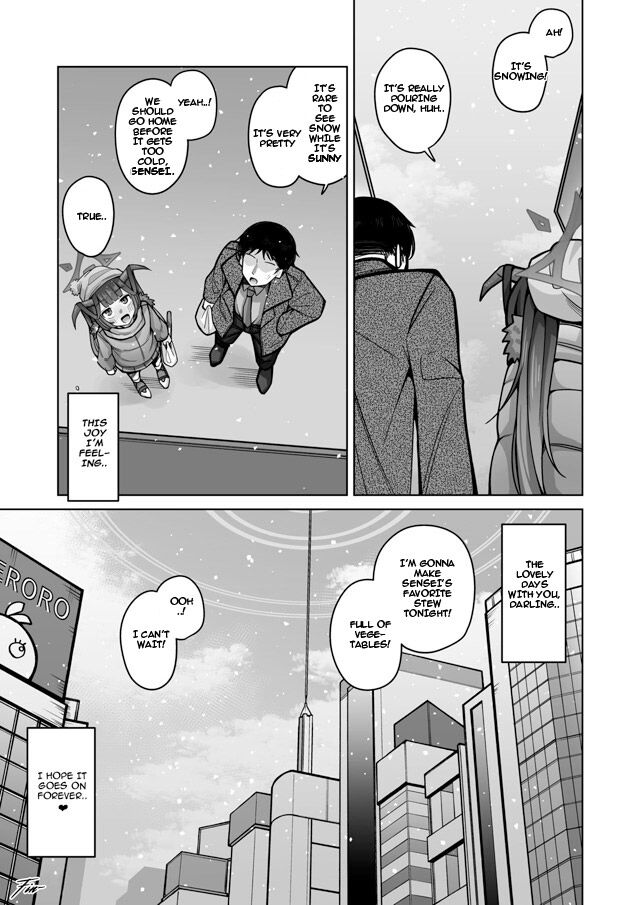 AH!
IT'S
SNOWING!
IT'S REALLY
POURING
DOWN, HUH..
IT'S
RARE
TO
SEE
SNOW
WHILE
IT'S
SUNNY
IT'S VERY
PRETTY
YEAH..!
WE
SHOULD
GO HOME
BEFORE
IT GETS
TOO
COLD,
SENSEI..
TRUE..
THIS
JOY
I'M
FEEL-
ING..
THE
LOVELY
DAYS
WITH YOU,
DARLING..
I'M GONNA
MAKE
SENSEI'S
FAVORITE
STEW
TONIGHT!
FULL OF
VEGE-
TABLES!
OOH
..!
I CAN'T
WAIT!
ERORO
I HOPE IT
GOES ON
FOREVER..
❤
Fin